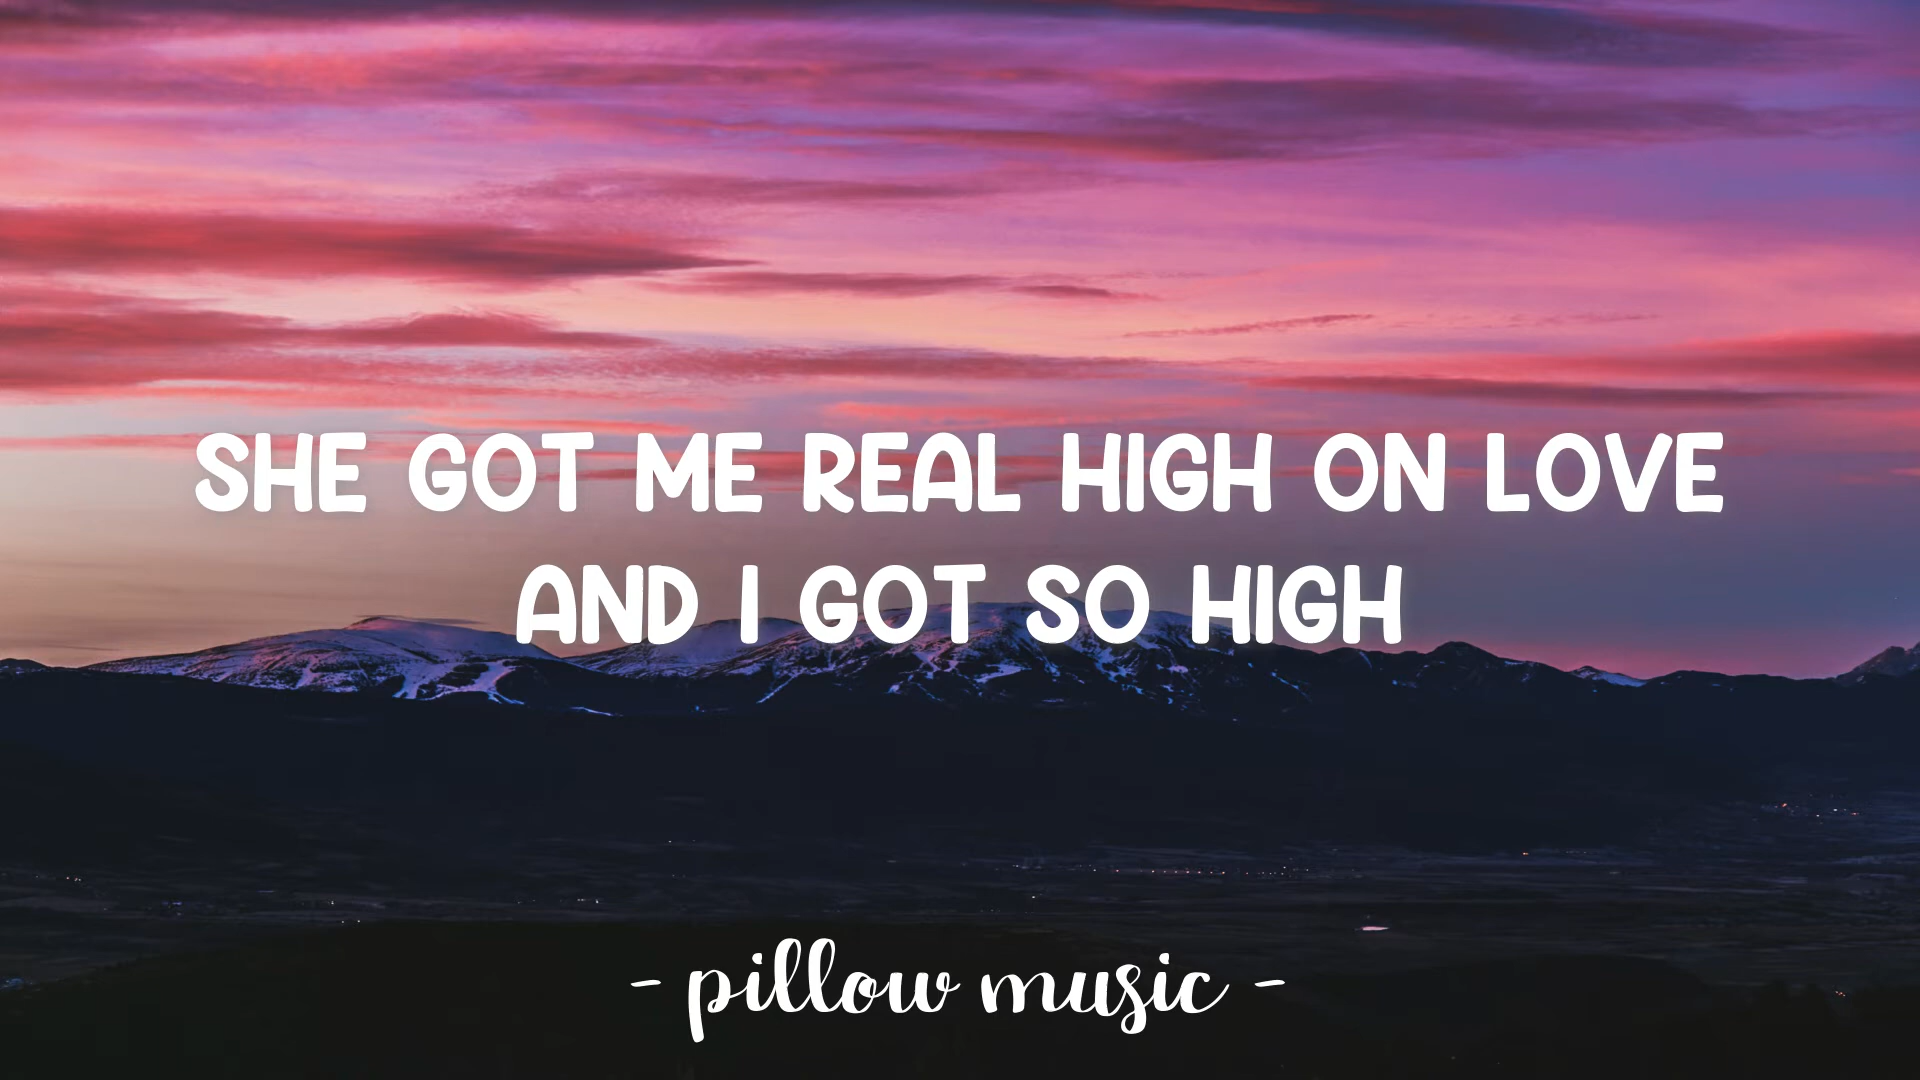 SHE GOT ME REAL HIGH ON LOVE
AND I GOT SO HIGH
- pillow music -